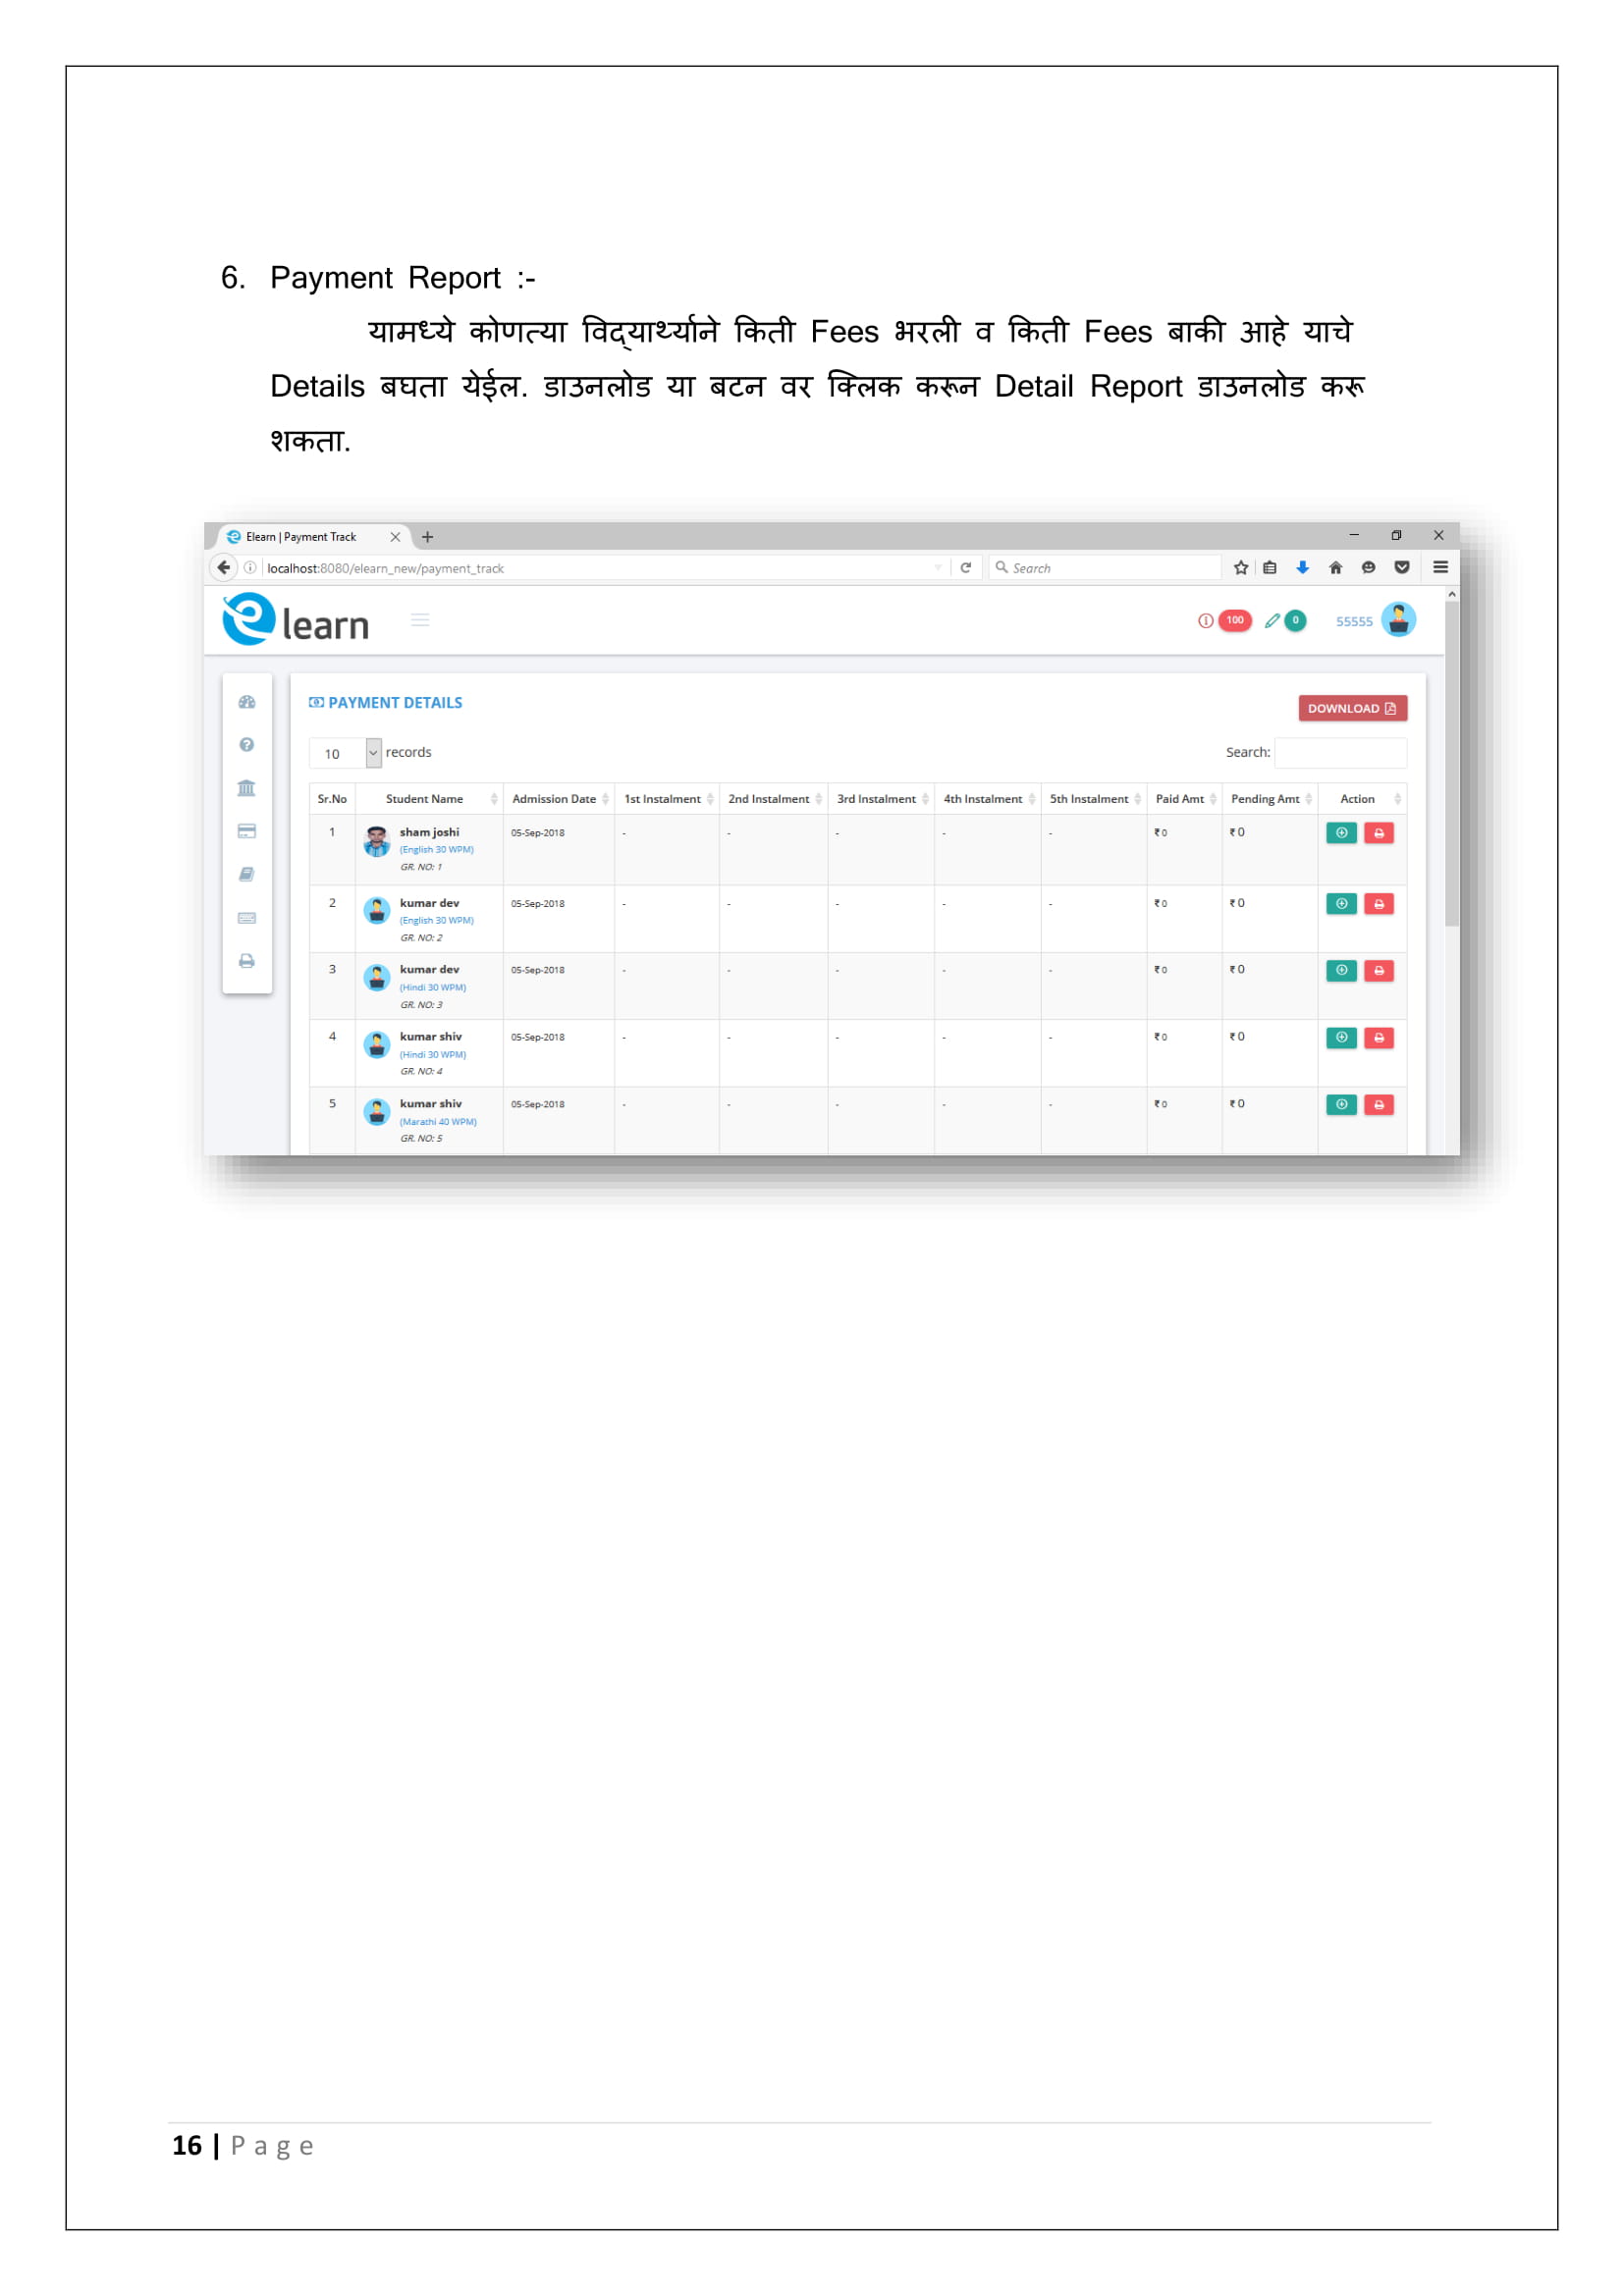 6. Payment Report :-
यामध्ये कोणत्या विद्यार्थ्याने किती Fees भरली व किती Fees बाकी आहे याचे
Details बघता येईल. डाउनलोड या बटन वर क्लिक करून Detail Report डाउनलोड करू
शकता.
Elearn | Payment Track
localhost:8080/elearn_new/payment_track
Search
elearn
100 0 55555
PAYMENT DETAILS
DOWNLOAD
10 records
Search:
Sr.No Student Name Admission Date 1st Instalment 2nd Instalment 3rd Instalment 4th Instalment 5th Instalment Paid Amt Pending Amt Action
1 sham joshi 05-Sep-2018 - - - - - ₹ 0 ₹ 0
(English 30 WPM)
GR. NO: 1
2 kumar dev 05-Sep-2018 - - - - - ₹ 0 ₹ 0
(English 30 WPM)
GR. NO: 2
3 kumar dev 05-Sep-2018 - - - - - ₹ 0 ₹ 0
(Hindi 30 WPM)
GR. NO: 3
4 kumar shiv 05-Sep-2018 - - - - - ₹ 0 ₹ 0
(Hindi 30 WPM)
GR. NO: 4
5 kumar shiv 05-Sep-2018 - - - - - ₹ 0 ₹ 0
(Marathi 40 WPM)
GR. NO: 5
16 | Page